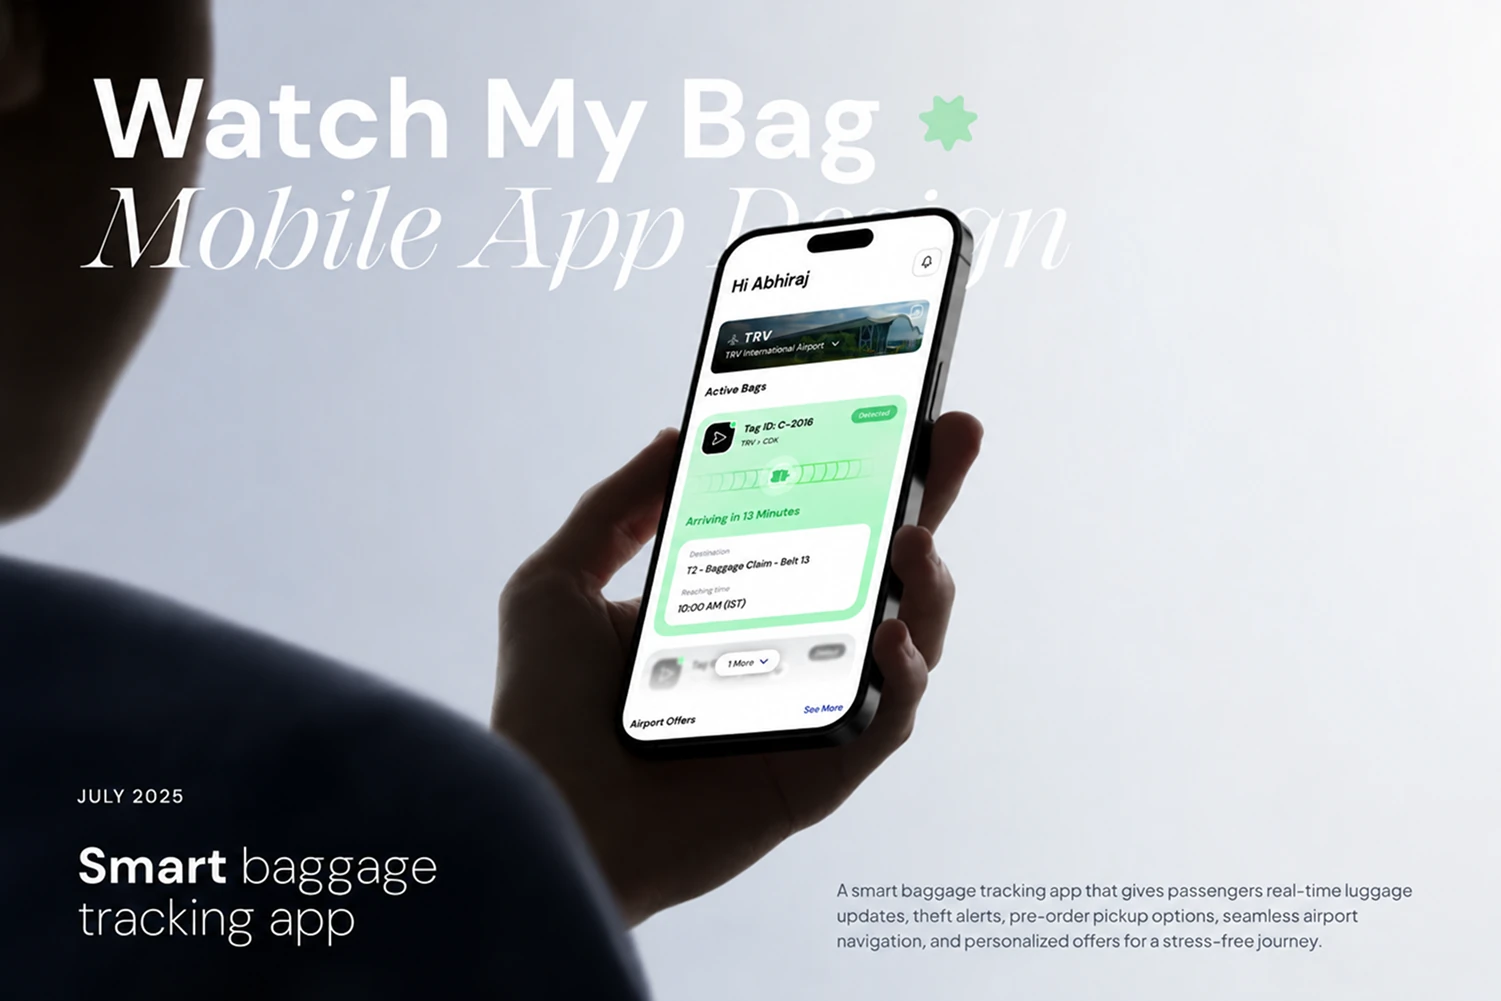 Watch My Bag
Mobile App Design
Hi Abhiraj
TRV
TRV International Airport
Active Bags
Tag ID: C-2016
Detected
TRV › COK
Arriving in 13 Minutes
Destination
T2 - Baggage Claim - Belt 13
Reaching time
10:00 AM (IST)
Tag
1 More
Airport Offers
See More
JULY 2025
Smart baggage
tracking app
A smart baggage tracking app that gives passengers real-time luggage
updates, theft alerts, pre-order pickup options, seamless airport
navigation, and personalized offers for a stress-free journey.